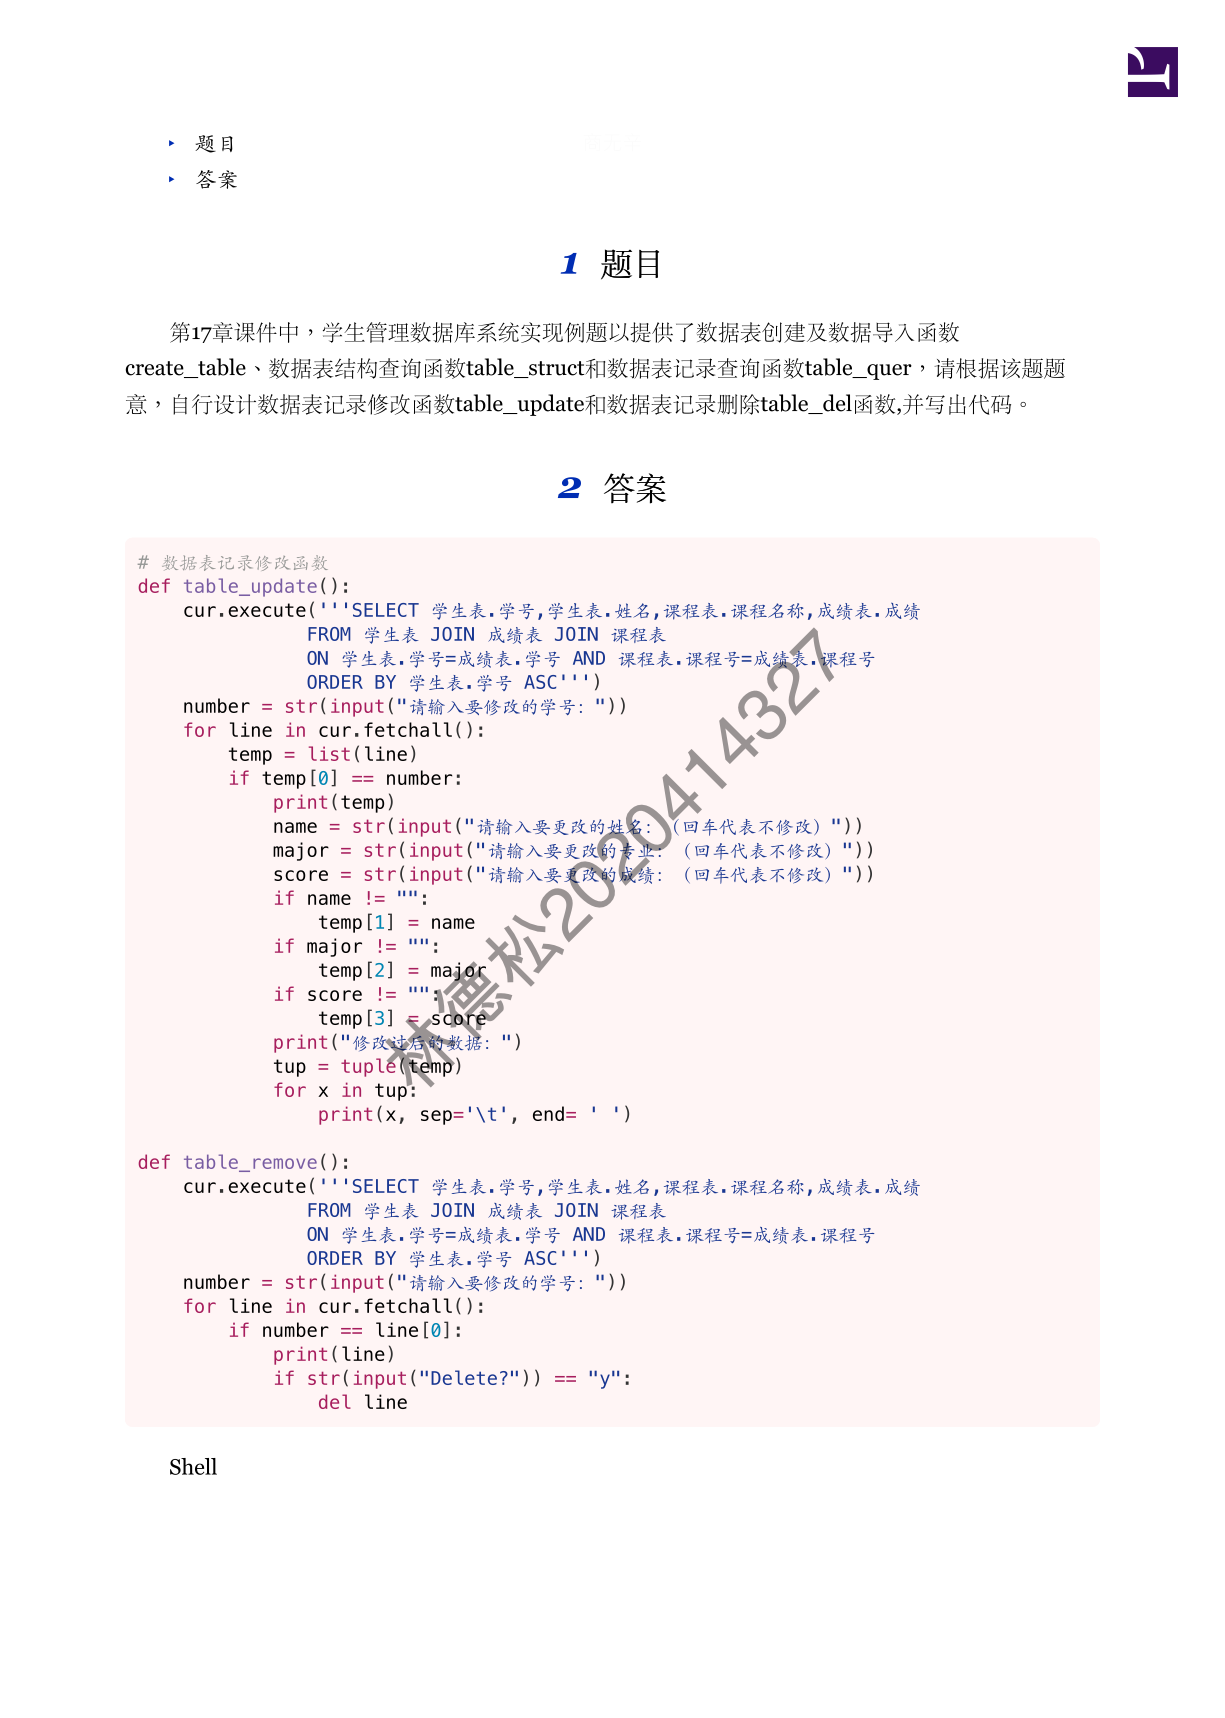 题目
答案
1 题目
第17章课件中，学生管理数据库系统实现例题以提供了数据表创建及数据导入函数
create_table、数据表结构查询函数table_struct和数据表记录查询函数table_quer，请根据该题题
意，自行设计数据表记录修改函数table_update和数据表记录删除table_del函数,并写出代码。
2 答案
# 数据表记录修改函数
def table_update():
    cur.execute('''SELECT 学生表.学号,学生表.姓名,课程表.课程名称,成绩表.成绩
               FROM 学生表 JOIN 成绩表 JOIN 课程表
               ON 学生表.学号=成绩表.学号 AND 课程表.课程号=成绩表.课程号
               ORDER BY 学生表.学号 ASC''')
    number = str(input("请输入要修改的学号："))
    for line in cur.fetchall():
        temp = list(line)
        if temp[0] == number:
            print(temp)
            name = str(input("请输入要更改的姓名：（回车代表不修改）"))
            major = str(input("请输入要更改的专业：（回车代表不修改）"))
            score = str(input("请输入要更改的成绩：（回车代表不修改）"))
            if name != "":
                temp[1] = name
            if major != "":
                temp[2] = major
            if score != "":
                temp[3] = score
            print("修改过后的数据：")
            tup = tuple(temp)
            for x in tup:
                print(x, sep='\t', end= ' ')
def table_remove():
    cur.execute('''SELECT 学生表.学号,学生表.姓名,课程表.课程名称,成绩表.成绩
               FROM 学生表 JOIN 成绩表 JOIN 课程表
               ON 学生表.学号=成绩表.学号 AND 课程表.课程号=成绩表.课程号
               ORDER BY 学生表.学号 ASC''')
    number = str(input("请输入要修改的学号："))
    for line in cur.fetchall():
        if number == line[0]:
            print(line)
            if str(input("Delete?")) == "y":
                del line
Shell
林德松2020414327